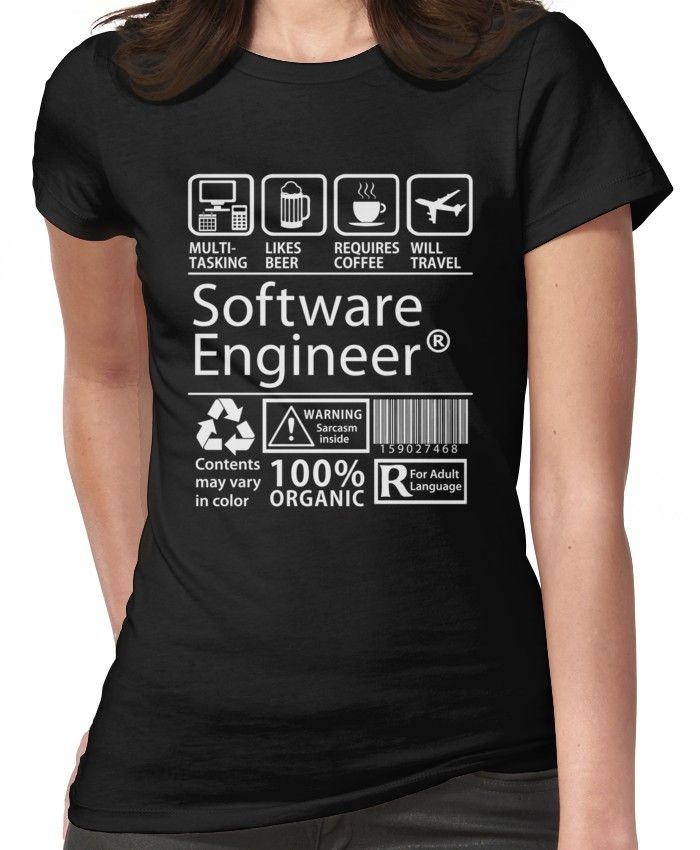 MULTI-
TASKING
LIKES
BEER
REQUIRES
COFFEE
WILL
TRAVEL
Software
Engineer®
WARNING
Sarcasm
inside
159027468
Contents
may vary
in color
100%
ORGANIC
R
For Adult
Language